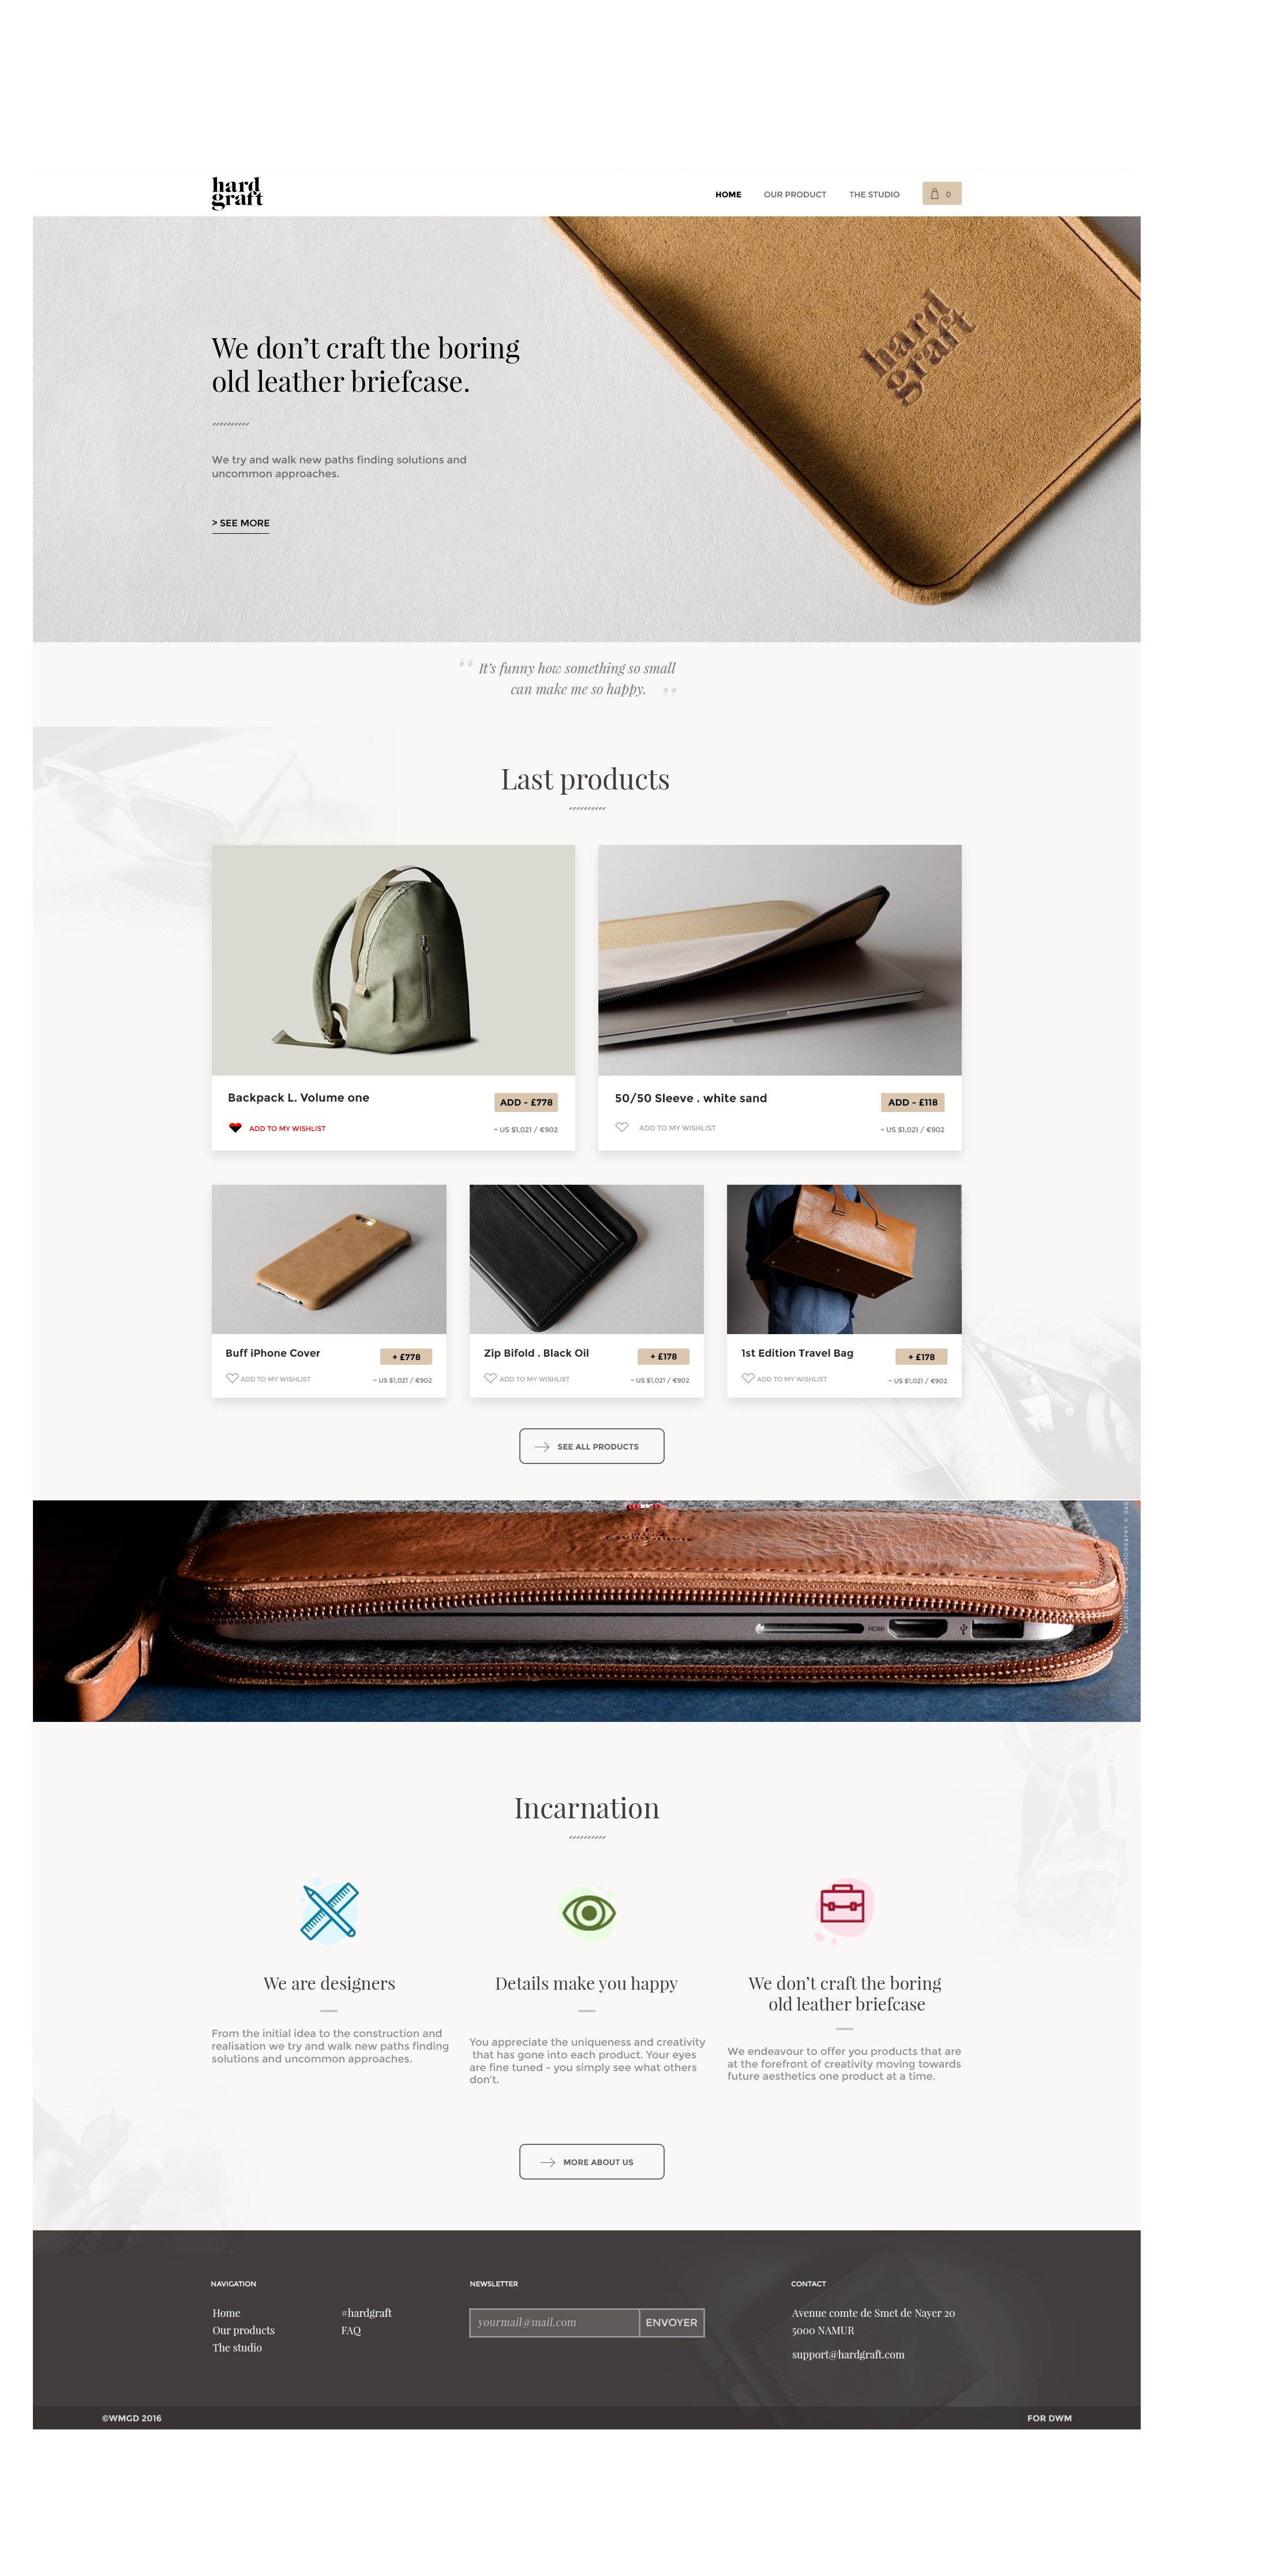 hard
graft
HOME
OUR PRODUCT
THE STUDIO
0
hard
graft
We don’t craft the boring
old leather briefcase.
We try and walk new paths finding solutions and
uncommon approaches.
> SEE MORE
“ It’s funny how something so small
can make me so happy. ”
Last products
Backpack L. Volume one
ADD - £778
ADD TO MY WISHLIST
~ US $1,021 / €902
50/50 Sleeve . white sand
ADD - £118
ADD TO MY WISHLIST
~ US $1,021 / €902
Buff iPhone Cover
+ £778
ADD TO MY WISHLIST
~ US $1,021 / €902
Zip Bifold . Black Oil
+ £178
ADD TO MY WISHLIST
~ US $1,021 / €902
1st Edition Travel Bag
+ £178
ADD TO MY WISHLIST
~ US $1,021 / €902
SEE ALL PRODUCTS
HDMI
Incarnation
We are designers
From the initial idea to the construction and
realisation we try and walk new paths finding
solutions and uncommon approaches.
Details make you happy
You appreciate the uniqueness and creativity
that has gone into each product. Your eyes
are fine tuned - you simply see what others
don’t.
We don’t craft the boring
old leather briefcase
We endeavour to offer you products that are
at the forefront of creativity moving towards
future aesthetics one product at a time.
MORE ABOUT US
NAVIGATION
Home
Our products
The studio
#hardgraft
FAQ
NEWSLETTER
yourmail@mail.com
ENVOYER
CONTACT
Avenue comte de Smet de Nayer 20
5000 NAMUR
support@hardgraft.com
©WMGD 2016
FOR DWM